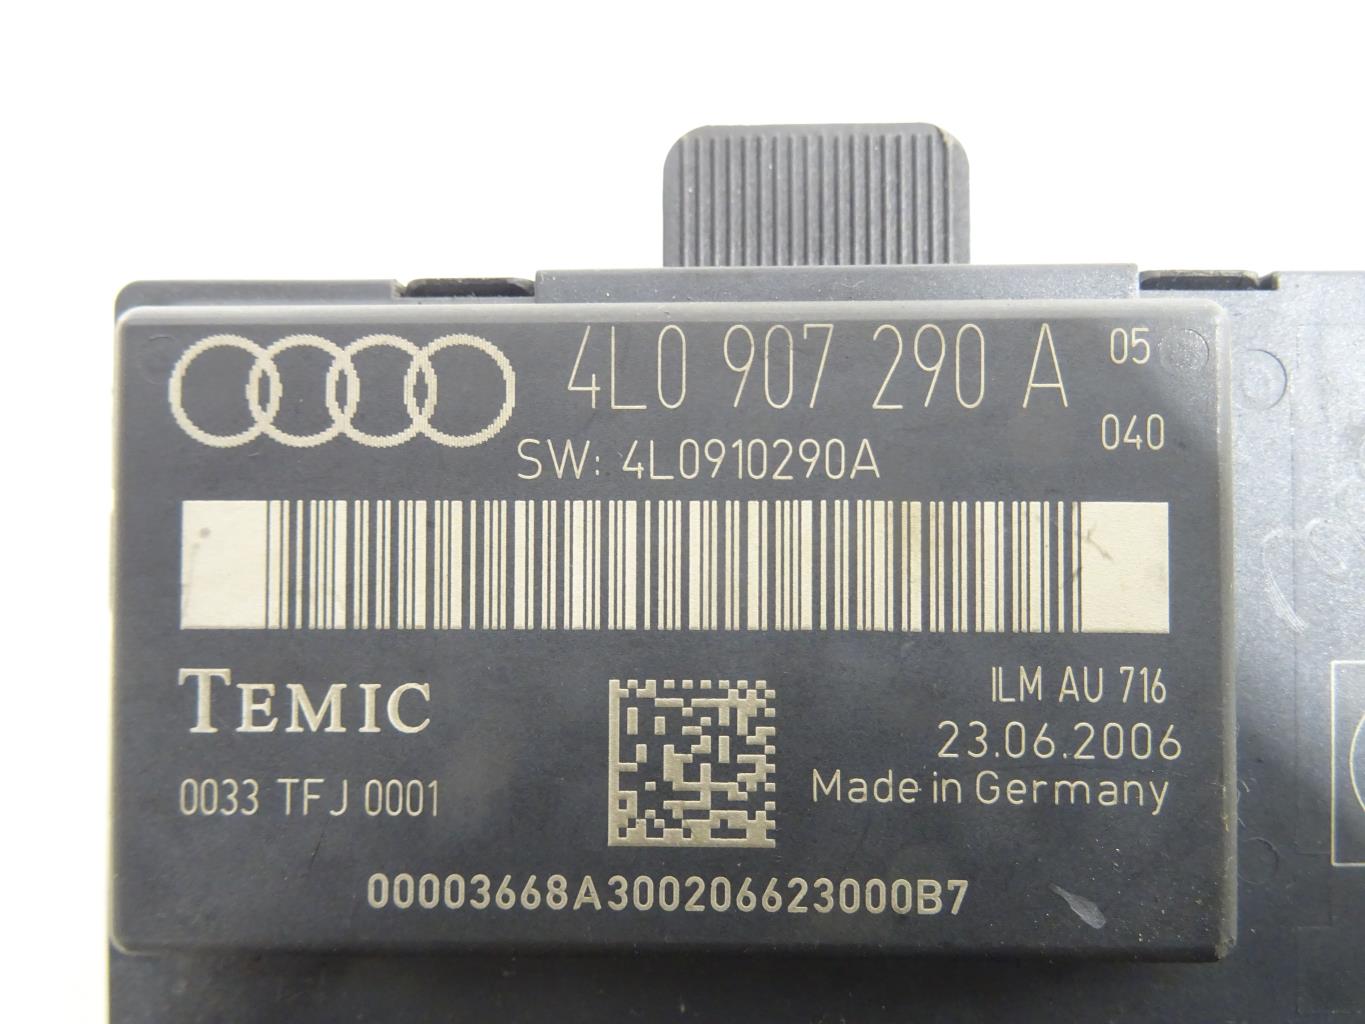 4L0 907 290 A 05
040
SW: 4L0910290A
TEMIC
ILM AU 716
23.06.2006
Made in Germany
0033 TFJ 0001
00003668A300206623000B7